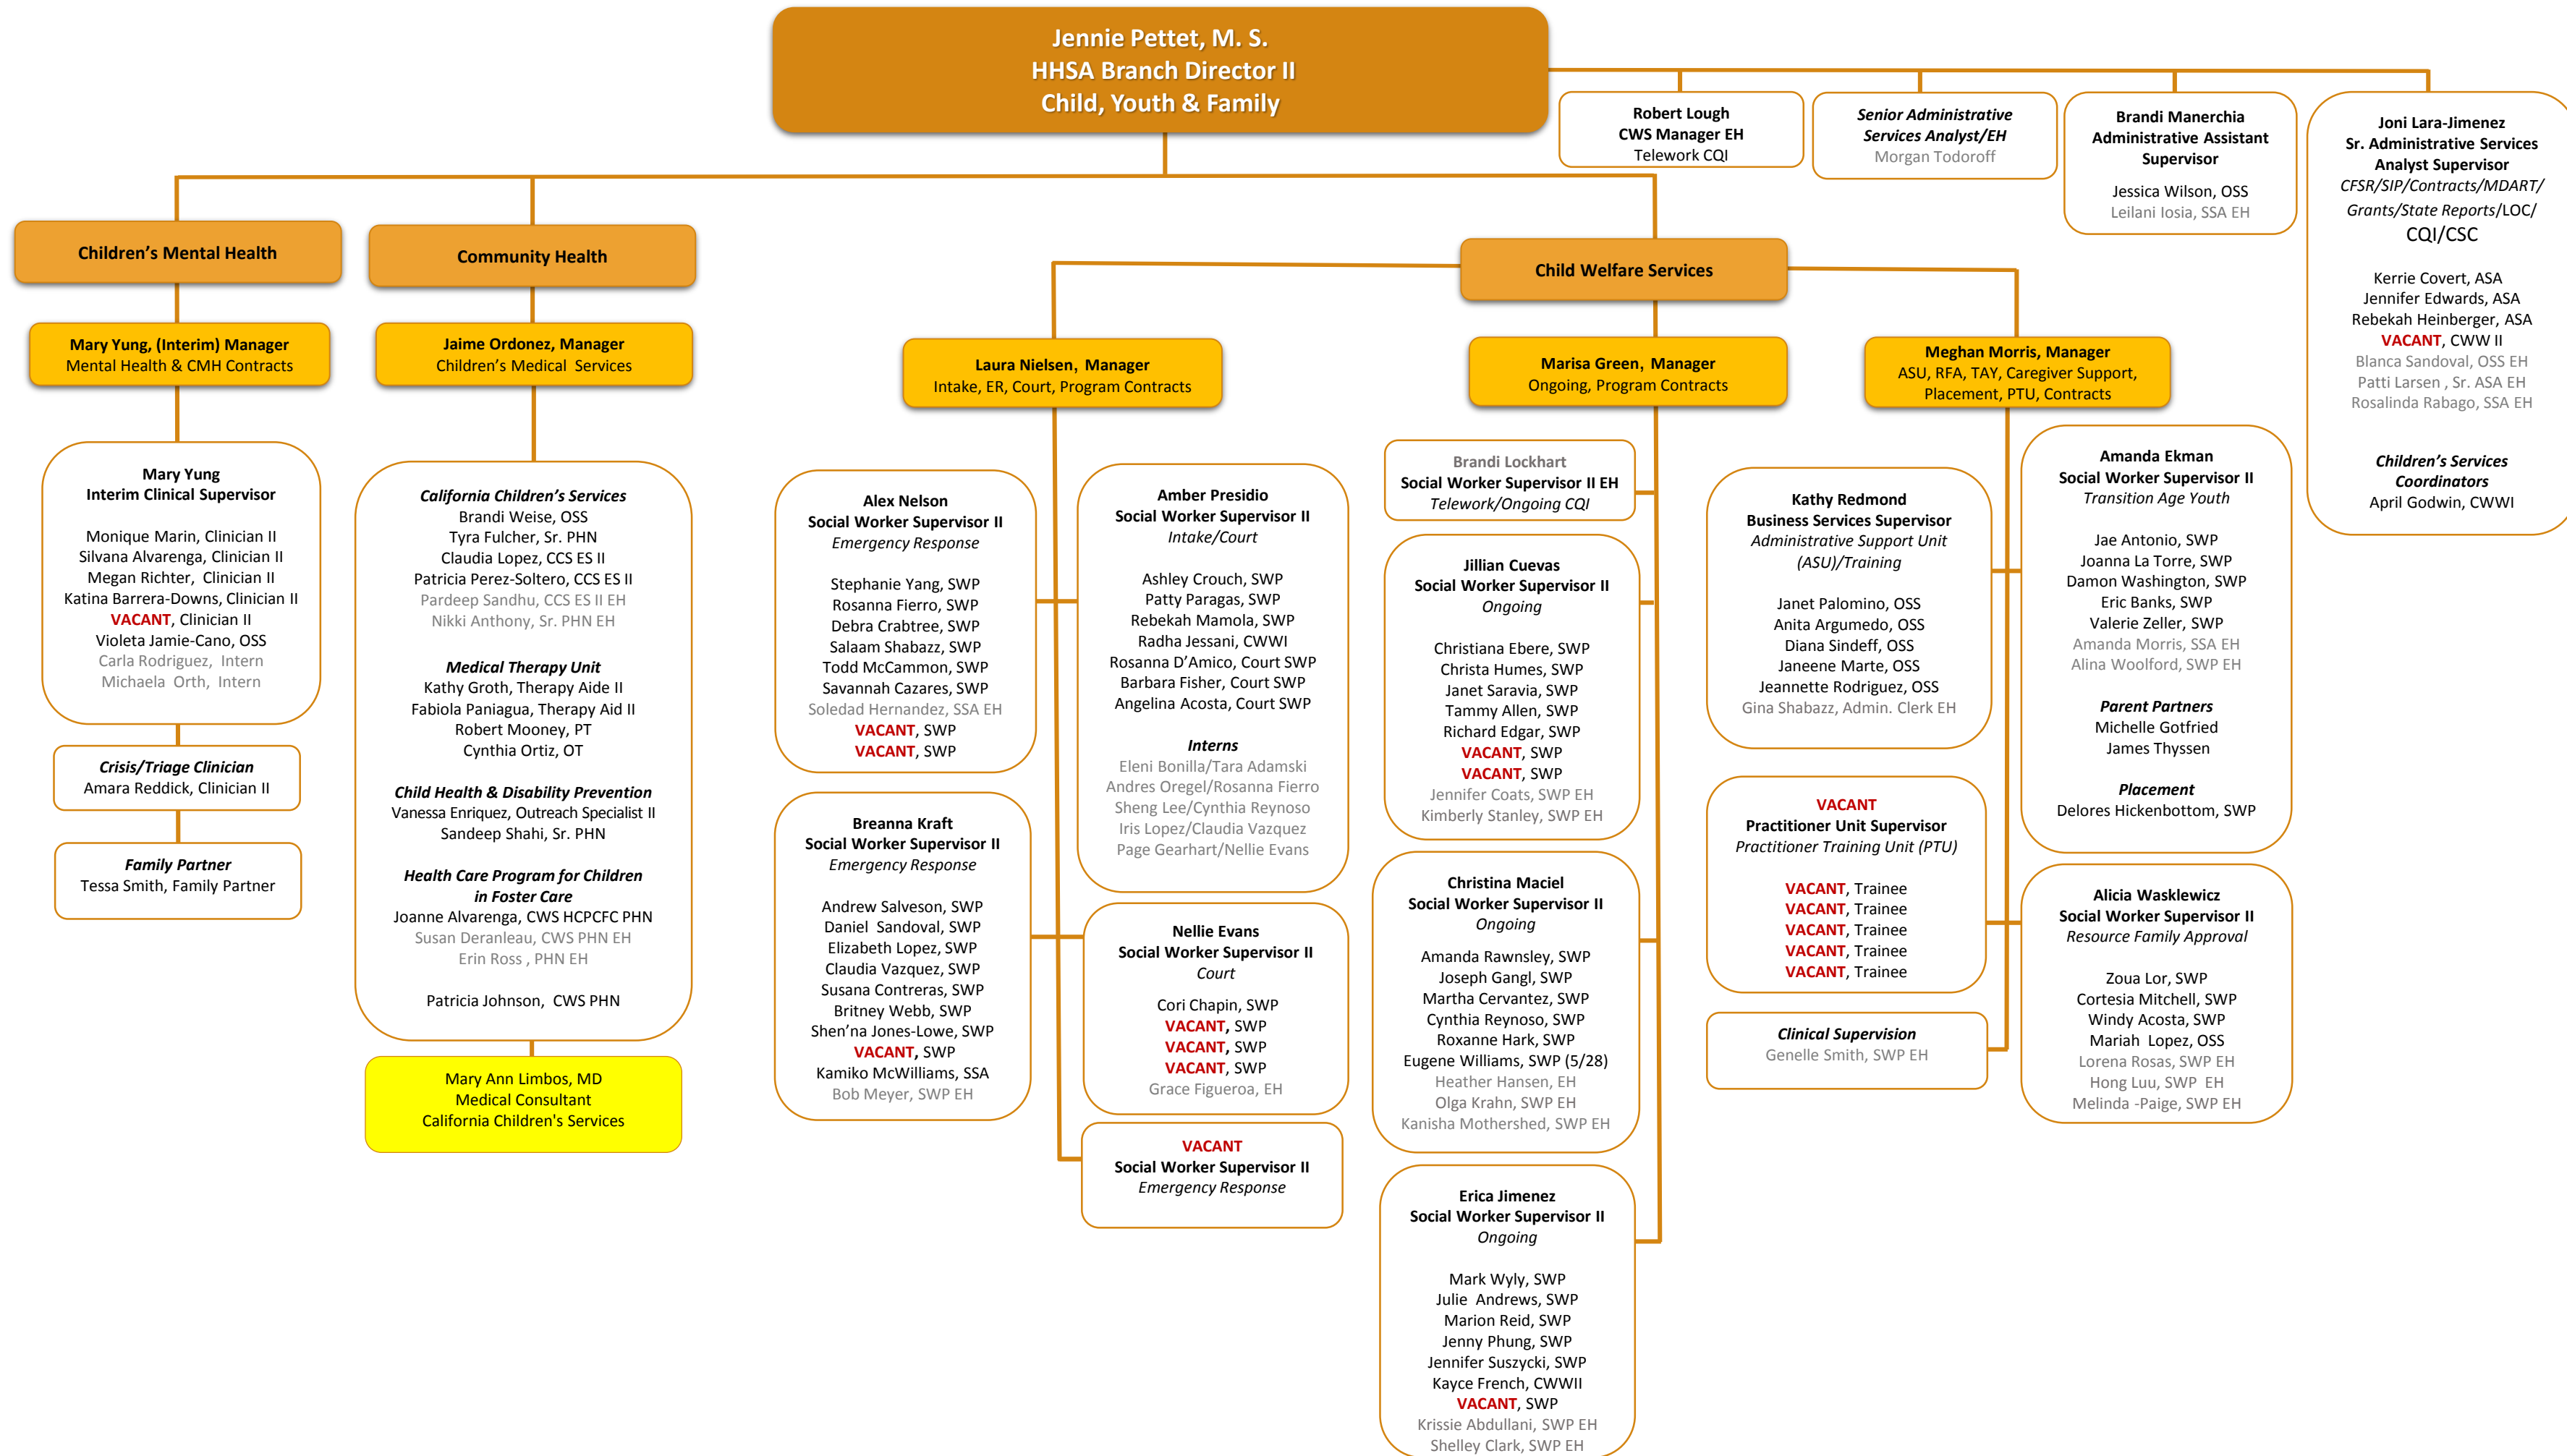 Jennie Pettet, M. S.
HHSA Branch Director II
Child, Youth & Family
Robert Lough
CWS Manager EH
Telework CQI
Senior Administrative
Services Analyst/EH
Morgan Todoroff
Brandi Manerchia
Administrative Assistant
Supervisor
Jessica Wilson, OSS
Leilani Iosia, SSA EH
Joni Lara-Jimenez
Sr. Administrative Services
Analyst Supervisor
CFSR/SIP/Contracts/MDART/
Grants/State Reports/LOC/
CQI/CSC
Kerrie Covert, ASA
Jennifer Edwards, ASA
Rebekah Heinberger, ASA
VACANT, CWW II
Blanca Sandoval, OSS EH
Patti Larsen , Sr. ASA EH
Rosalinda Rabago, SSA EH
Children's Services
Coordinators
April Godwin, CWWI
Children's Mental Health
Mary Yung, (Interim) Manager
Mental Health & CMH Contracts
Mary Yung
Interim Clinical Supervisor
Monique Marin, Clinician II
Silvana Alvarenga, Clinician II
Megan Richter, Clinician II
Katina Barrera-Downs, Clinician II
VACANT, Clinician II
Violeta Jamie-Cano, OSS
Carla Rodriguez, Intern
Michaela Orth, Intern
Crisis/Triage Clinician
Amara Reddick, Clinician II
Family Partner
Tessa Smith, Family Partner
Community Health
Jaime Ordonez, Manager
Children's Medical Services
California Children's Services
Brandi Weise, OSS
Tyra Fulcher, Sr. PHN
Claudia Lopez, CCS ES II
Patricia Perez-Soltero, CCS ES II
Pardeep Sandhu, CCS ES II EH
Nikki Anthony, Sr. PHN EH
Medical Therapy Unit
Kathy Groth, Therapy Aide II
Fabiola Paniagua, Therapy Aid II
Robert Mooney, PT
Cynthia Ortiz, OT
Child Health & Disability Prevention
Vanessa Enriquez, Outreach Specialist II
Sandeep Shahi, Sr. PHN
Health Care Program for Children
in Foster Care
Joanne Alvarenga, CWS HCPCFC PHN
Susan Deranleau, CWS PHN EH
Erin Ross , PHN EH
Patricia Johnson, CWS PHN
Mary Ann Limbos, MD
Medical Consultant
California Children's Services
Child Welfare Services
Laura Nielsen, Manager
Intake, ER, Court, Program Contracts
Alex Nelson
Social Worker Supervisor II
Emergency Response
Stephanie Yang, SWP
Rosanna Fierro, SWP
Debra Crabtree, SWP
Salaam Shabazz, SWP
Todd McCammon, SWP
Savannah Cazares, SWP
Soledad Hernandez, SSA EH
VACANT, SWP
VACANT, SWP
Breanna Kraft
Social Worker Supervisor II
Emergency Response
Andrew Salveson, SWP
Daniel Sandoval, SWP
Elizabeth Lopez, SWP
Claudia Vazquez, SWP
Susana Contreras, SWP
Britney Webb, SWP
Shen'na Jones-Lowe, SWP
VACANT, SWP
Kamiko McWilliams, SSA
Bob Meyer, SWP EH
Amber Presidio
Social Worker Supervisor II
Intake/Court
Ashley Crouch, SWP
Patty Paragas, SWP
Rebekah Mamola, SWP
Radha Jessani, CWWI
Rosanna D'Amico, Court SWP
Barbara Fisher, Court SWP
Angelina Acosta, Court SWP
Interns
Eleni Bonilla/Tara Adamski
Andres Oregel/Rosanna Fierro
Sheng Lee/Cynthia Reynoso
Iris Lopez/Claudia Vazquez
Page Gearhart/Nellie Evans
Nellie Evans
Social Worker Supervisor II
Court
Cori Chapin, SWP
VACANT, SWP
VACANT, SWP
VACANT, SWP
Grace Figueroa, EH
VACANT
Social Worker Supervisor II
Emergency Response
Marisa Green, Manager
Ongoing, Program Contracts
Brandi Lockhart
Social Worker Supervisor II EH
Telework/Ongoing CQI
Jillian Cuevas
Social Worker Supervisor II
Ongoing
Christiana Ebere, SWP
Christa Humes, SWP
Janet Saravia, SWP
Tammy Allen, SWP
Richard Edgar, SWP
VACANT, SWP
VACANT, SWP
Jennifer Coats, SWP EH
Kimberly Stanley, SWP EH
Christina Maciel
Social Worker Supervisor II
Ongoing
Amanda Rawnsley, SWP
Joseph Gangl, SWP
Martha Cervantez, SWP
Cynthia Reynoso, SWP
Roxanne Hark, SWP
Eugene Williams, SWP (5/28)
Heather Hansen, EH
Olga Krahn, SWP EH
Kanisha Mothershed, SWP EH
Erica Jimenez
Social Worker Supervisor II
Ongoing
Mark Wyly, SWP
Julie Andrews, SWP
Marion Reid, SWP
Jenny Phung, SWP
Jennifer Suszycki, SWP
Kayce French, CWWII
VACANT, SWP
Krissie Abdullani, SWP EH
Shelley Clark, SWP EH
Meghan Morris, Manager
ASU, RFA, TAY, Caregiver Support,
Placement, PTU, Contracts
Kathy Redmond
Business Services Supervisor
Administrative Support Unit
(ASU)/Training
Janet Palomino, OSS
Anita Argumedo, OSS
Diana Sindeff, OSS
Janeene Marte, OSS
Jeannette Rodriguez, OSS
Gina Shabazz, Admin. Clerk EH
VACANT
Practitioner Unit Supervisor
Practitioner Training Unit (PTU)
VACANT, Trainee
VACANT, Trainee
VACANT, Trainee
VACANT, Trainee
VACANT, Trainee
Clinical Supervision
Genelle Smith, SWP EH
Amanda Ekman
Social Worker Supervisor II
Transition Age Youth
Jae Antonio, SWP
Joanna La Torre, SWP
Damon Washington, SWP
Eric Banks, SWP
Valerie Zeller, SWP
Amanda Morris, SSA EH
Alina Woolford, SWP EH
Parent Partners
Michelle Gotfried
James Thyssen
Placement
Delores Hickenbottom, SWP
Alicia Wasklewicz
Social Worker Supervisor II
Resource Family Approval
Zoua Lor, SWP
Cortesia Mitchell, SWP
Windy Acosta, SWP
Mariah Lopez, OSS
Lorena Rosas, SWP EH
Hong Luu, SWP EH
Melinda -Paige, SWP EH